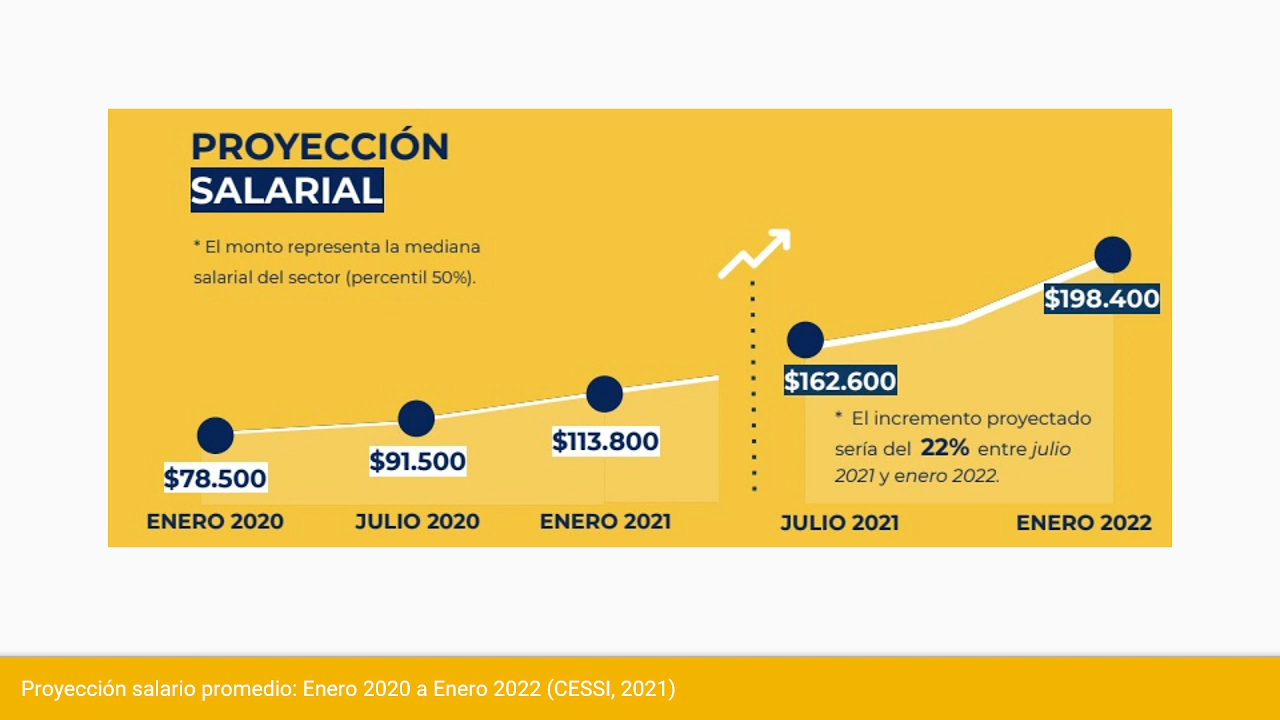 PROYECCIÓN
SALARIAL
* El monto representa la mediana
salarial del sector (percentil 50%).
$78.500
$91.500
$113.800
$162.600
$198.400
* El incremento proyectado
sería del 22% entre julio
2021 y enero 2022.
ENERO 2020
JULIO 2020
ENERO 2021
JULIO 2021
ENERO 2022
Proyección salario promedio: Enero 2020 a Enero 2022 (CESSI, 2021)